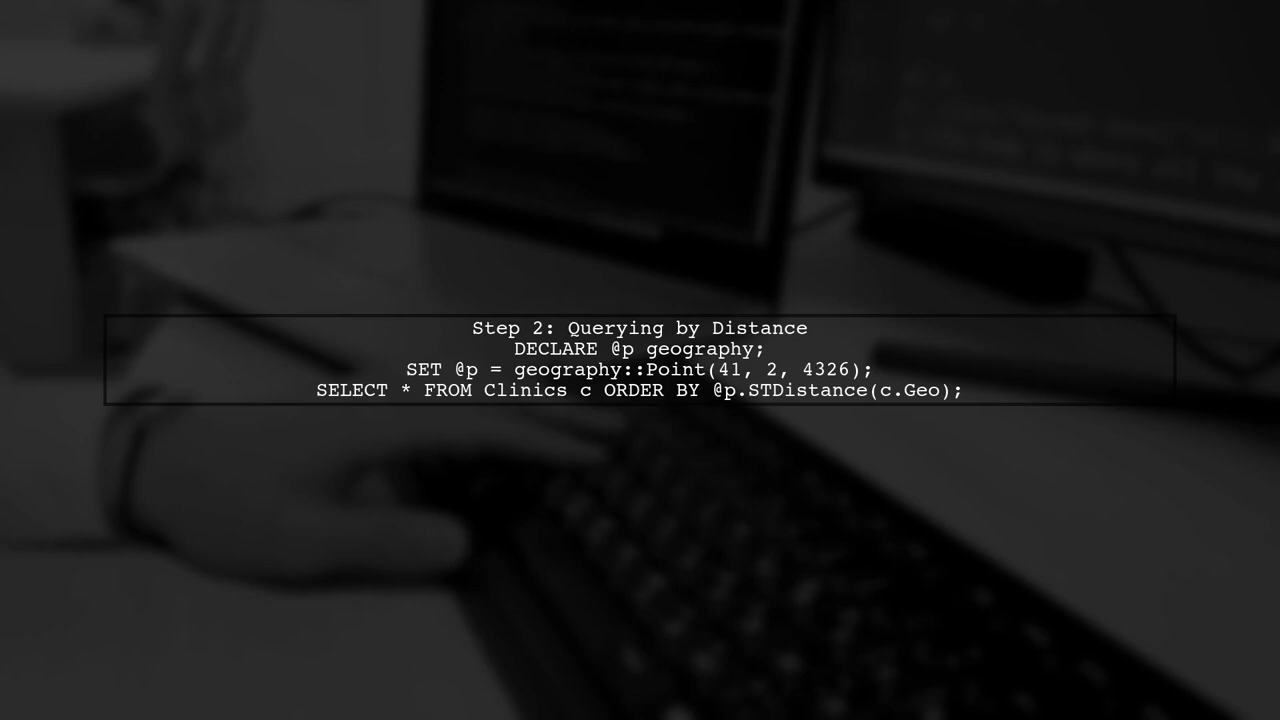 Step 2: Querying by Distance
DECLARE @p geography;
SET @p = geography::Point(41, 2, 4326);
SELECT * FROM Clinics c ORDER BY @p.STDistance(c.Geo);